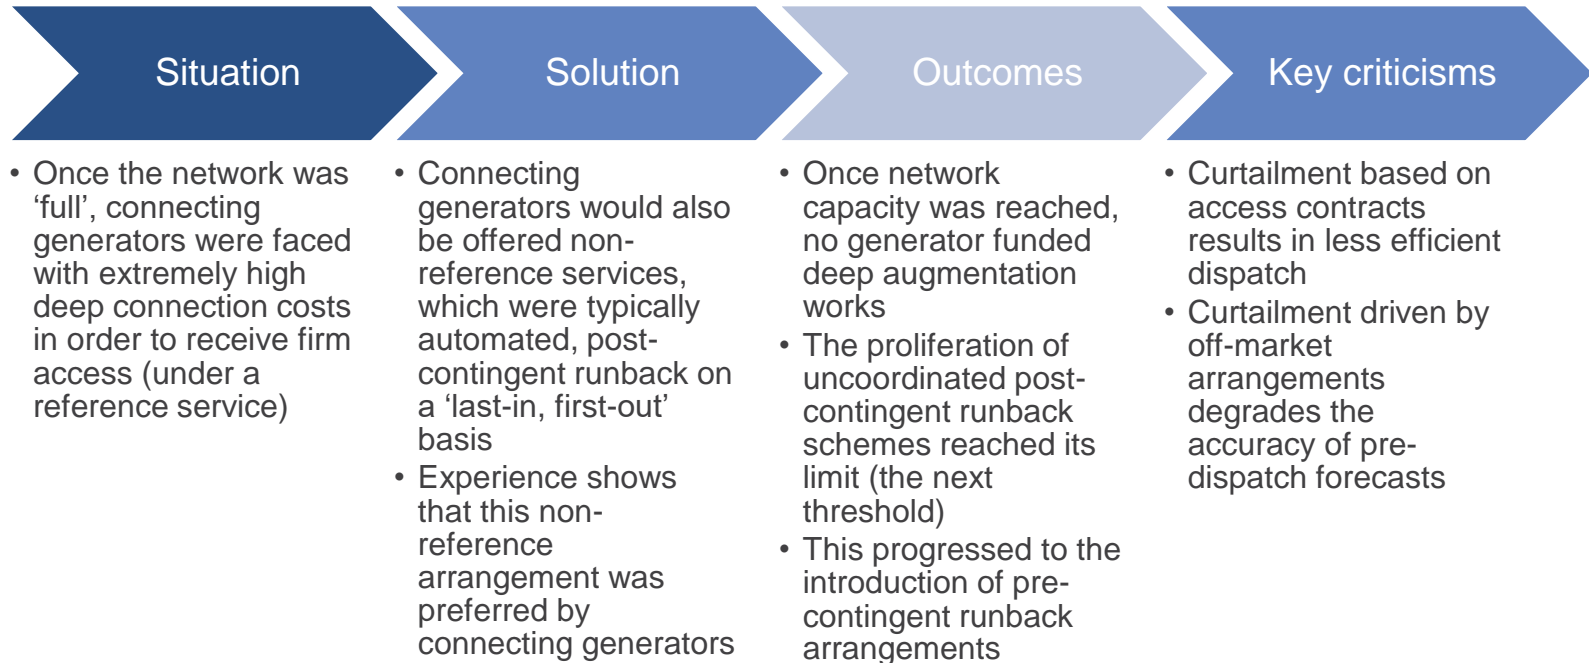 Situation
Solution
Outcomes
Key criticisms
• Once the network was
‘full’, connecting
generators were faced
with extremely high
deep connection costs
in order to receive firm
access (under a
reference service)
• Connecting
generators would also
be offered non-
reference services,
which were typically
automated, post-
contingent runback on
a ‘last-in, first-out’
basis
• Experience shows
that this non-
reference
arrangement was
preferred by
connecting generators
• Once network
capacity was reached,
no generator funded
deep augmentation
works
• The proliferation of
uncoordinated post-
contingent runback
schemes reached its
limit (the next
threshold)
• This progressed to the
introduction of pre-
contingent runback
arrangements
• Curtailment based on
access contracts
results in less efficient
dispatch
• Curtailment driven by
off-market
arrangements
degrades the
accuracy of pre-
dispatch forecasts